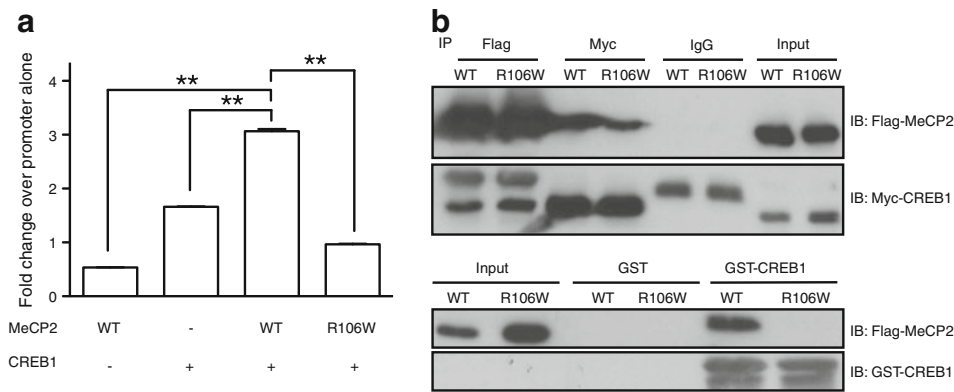 a
Fold change over promoter alone
4
3
2
1
0
**
**
**
MeCP2 WT - WT R106W
CREB1 - + + +
b
IP Flag Myc IgG Input
WT R106W WT R106W WT R106W WT R106W
IB: Flag-MeCP2
IB: Myc-CREB1
Input GST GST-CREB1
WT R106W WT R106W WT R106W
IB: Flag-MeCP2
IB: GST-CREB1